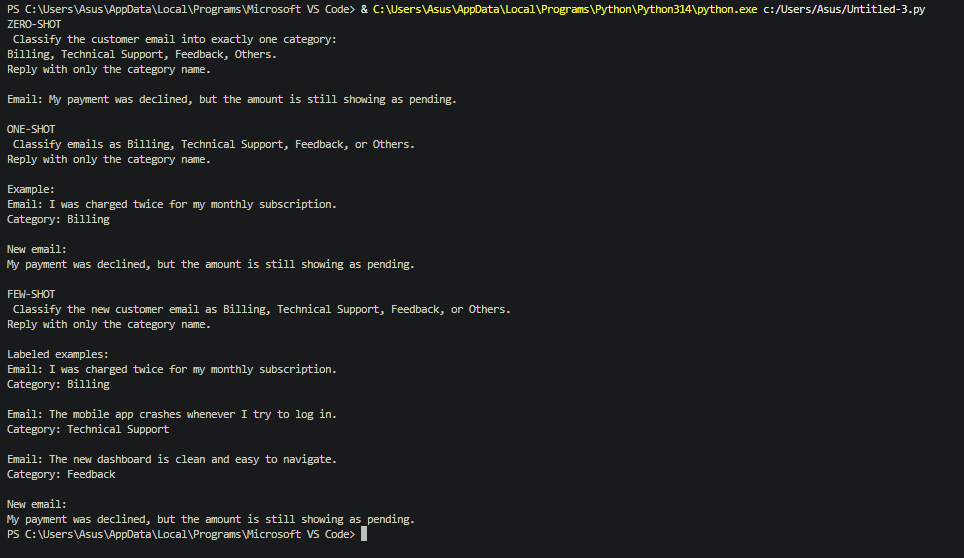 PS C:\Users\Asus\AppData\Local\Programs\Microsoft VS Code> & C:\Users\Asus\AppData\Local\Programs\Python\Python314\python.exe c:/Users/Asus/Untitled-3.py
ZERO-SHOT
 Classify the customer email into exactly one category:
Billing, Technical Support, Feedback, Others.
Reply with only the category name.

Email: My payment was declined, but the amount is still showing as pending.

ONE-SHOT
 Classify emails as Billing, Technical Support, Feedback, or Others.
Reply with only the category name.

Example:
Email: I was charged twice for my monthly subscription.
Category: Billing

New email:
My payment was declined, but the amount is still showing as pending.

FEW-SHOT
 Classify the new customer email as Billing, Technical Support, Feedback, or Others.
Reply with only the category name.

Labeled examples:
Email: I was charged twice for my monthly subscription.
Category: Billing

Email: The mobile app crashes whenever I try to log in.
Category: Technical Support

Email: The new dashboard is clean and easy to navigate.
Category: Feedback

New email:
My payment was declined, but the amount is still showing as pending.
PS C:\Users\Asus\AppData\Local\Programs\Microsoft VS Code>